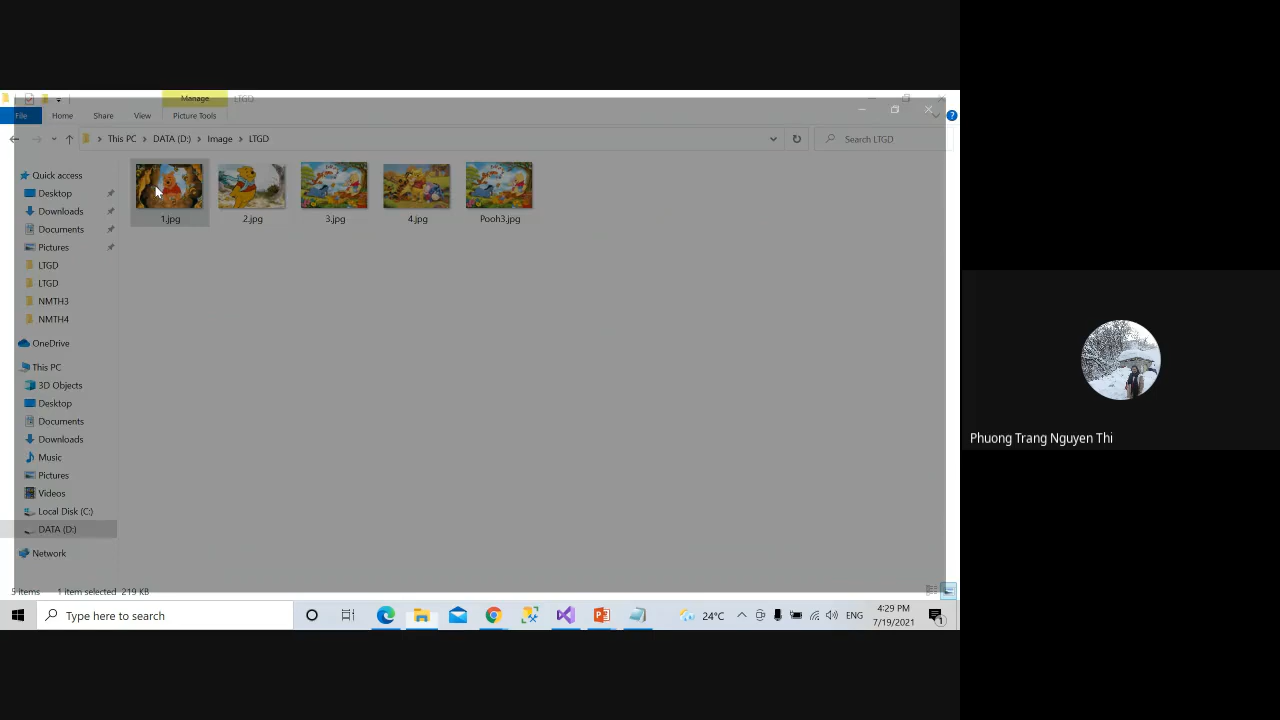 Manage
LTGD
File
Home
Share
View
Picture Tools
This PC
DATA (D:)
Image
LTGD
Search LTGD
Quick access
Desktop
Downloads
Documents
Pictures
LTGD
LTGD
NMTH3
NMTH4
OneDrive
This PC
3D Objects
Desktop
Documents
Downloads
Music
Pictures
Videos
Local Disk (C:)
DATA (D:)
Network
1.jpg
2.jpg
3.jpg
4.jpg
Pooh3.jpg
5 items
1 item selected
219 KB
Type here to search
24°C
ENG
4:29 PM
7/19/2021
1
Phuong Trang Nguyen Thi